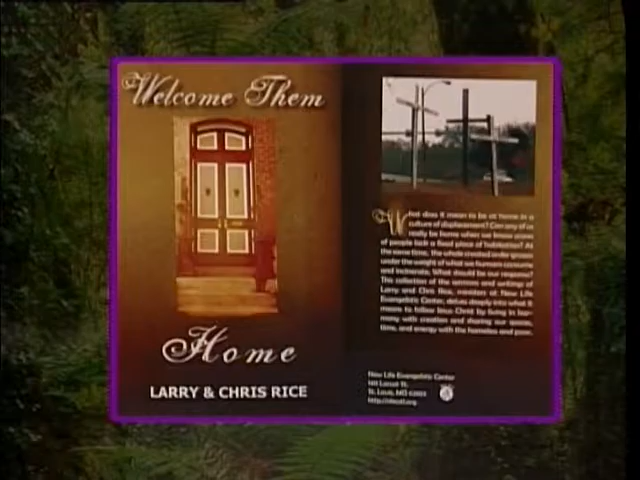 Welcome Them
Home
LARRY & CHRIS RICE
What does it mean to be at home in a
culture of displacement? Can any of us
really be home when we know scores
of people lack a fixed place of habitation? At
the same time, the whole created order groans
under the weight of what we humans consume
and incinerate. What should be our response?
This collection of the sermons and writings of
Larry and Chris Rice, ministers at New Life
Evangelistic Center, delves deeply into what it
means to follow Jesus Christ by living in har-
mony with creation and sharing our space,
time, and energy with the homeless and poor.
New Life Evangelistic Center
1411 Locust St.
St. Louis, MO 63103